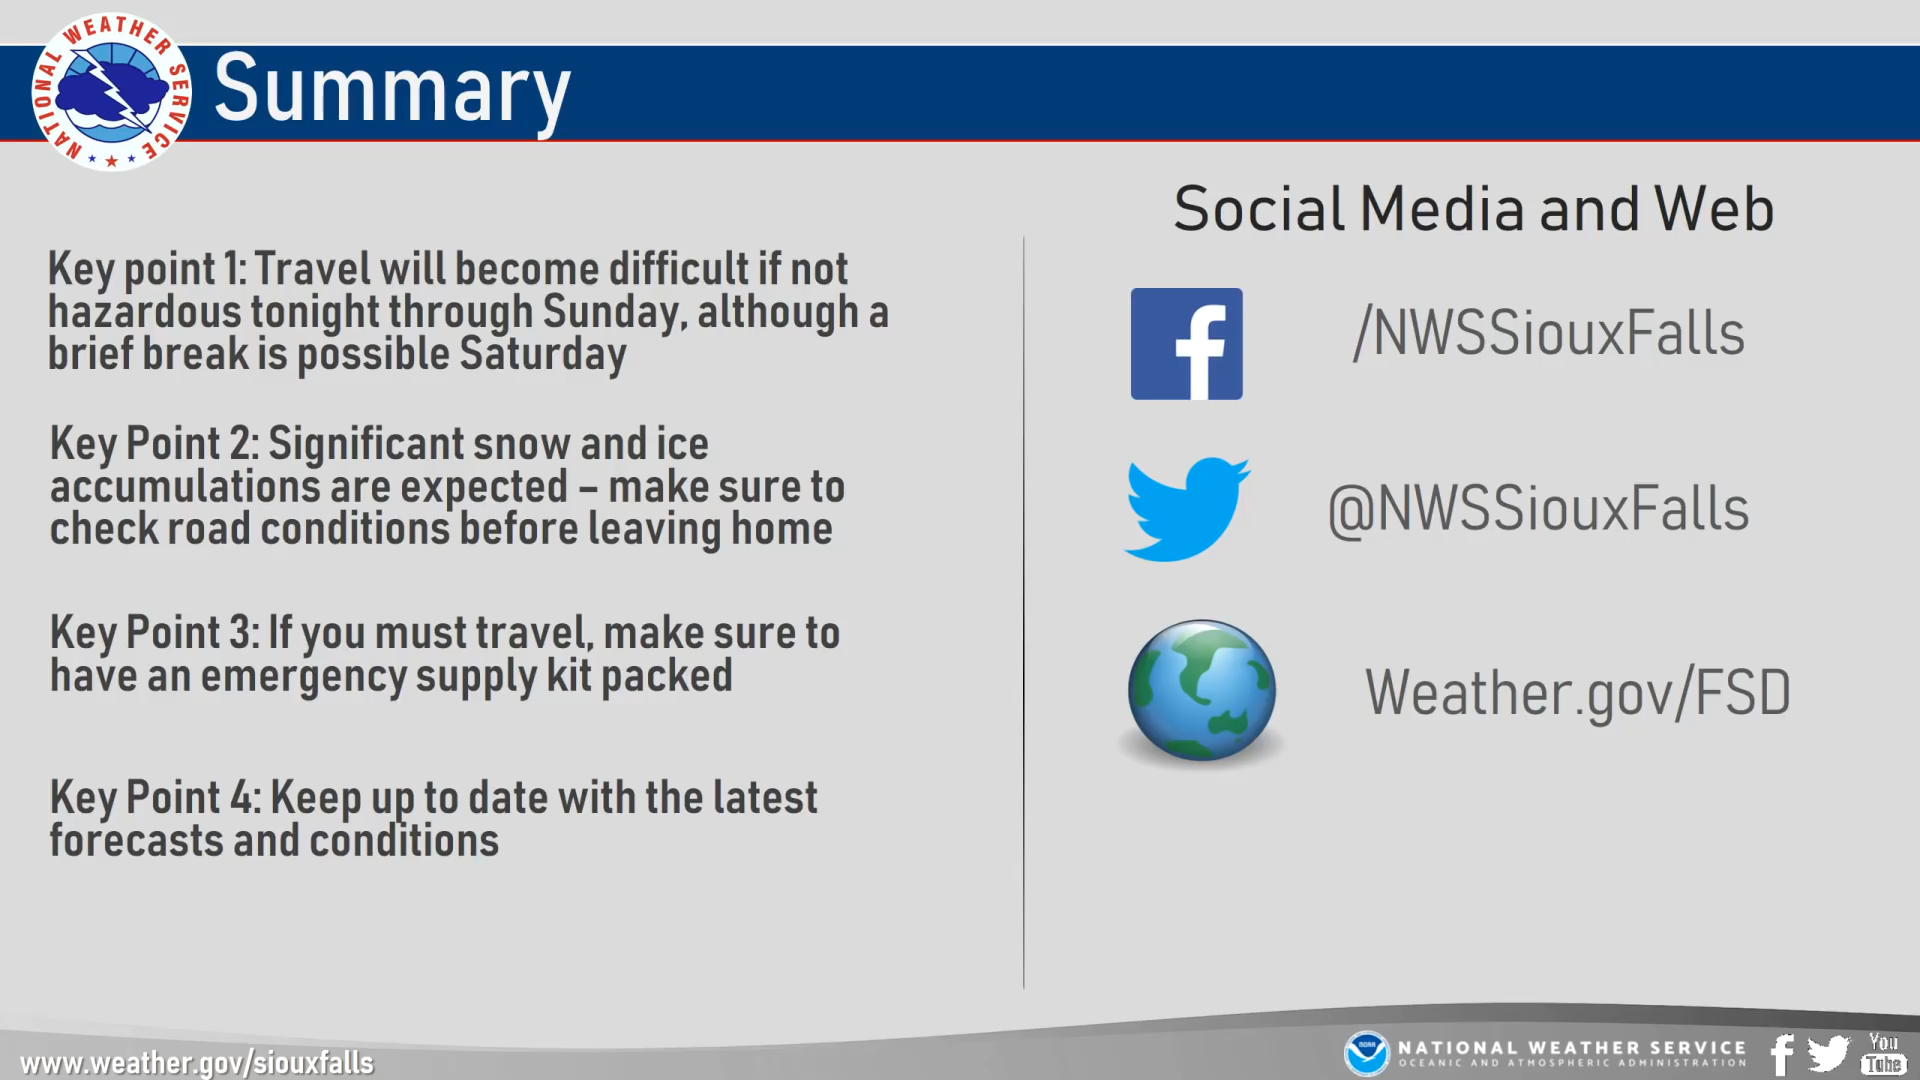 NATIONAL WEATHER SERVICE
Summary
Key point 1: Travel will become difficult if not
hazardous tonight through Sunday, although a
brief break is possible Saturday
Key Point 2: Significant snow and ice
accumulations are expected – make sure to
check road conditions before leaving home
Key Point 3: If you must travel, make sure to
have an emergency supply kit packed
Key Point 4: Keep up to date with the latest
forecasts and conditions
Social Media and Web
/NWSSiouxFalls
@NWSSiouxFalls
Weather.gov/FSD
www.weather.gov/siouxfalls
NOAA
NATIONAL WEATHER SERVICE
OCEANIC AND ATMOSPHERIC ADMINISTRATION
You
Tube